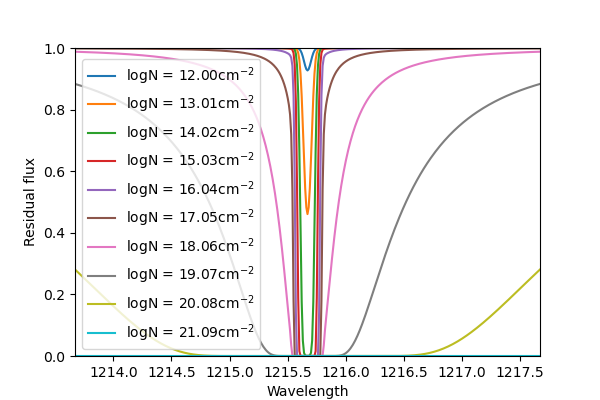 1.0
0.8
0.6
0.4
0.2
0.0
Residual flux
logN = 12.00cm⁻²
logN = 13.01cm⁻²
logN = 14.02cm⁻²
logN = 15.03cm⁻²
logN = 16.04cm⁻²
logN = 17.05cm⁻²
logN = 18.06cm⁻²
logN = 19.07cm⁻²
logN = 20.08cm⁻²
logN = 21.09cm⁻²
1214.0 1214.5 1215.0 1215.5 1216.0 1216.5 1217.0 1217.5
Wavelength